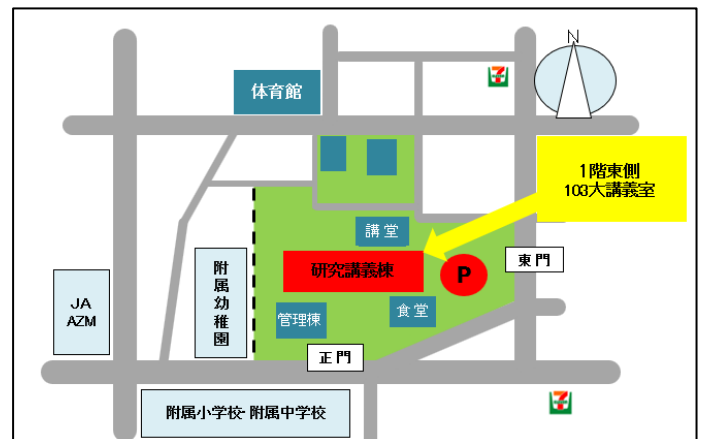 N
体育館
1階東側
103大講義室
講堂
研究講義棟
P
東門
附属幼稚園
JA
AZM
管理棟
食堂
正門
附属小学校・附属中学校